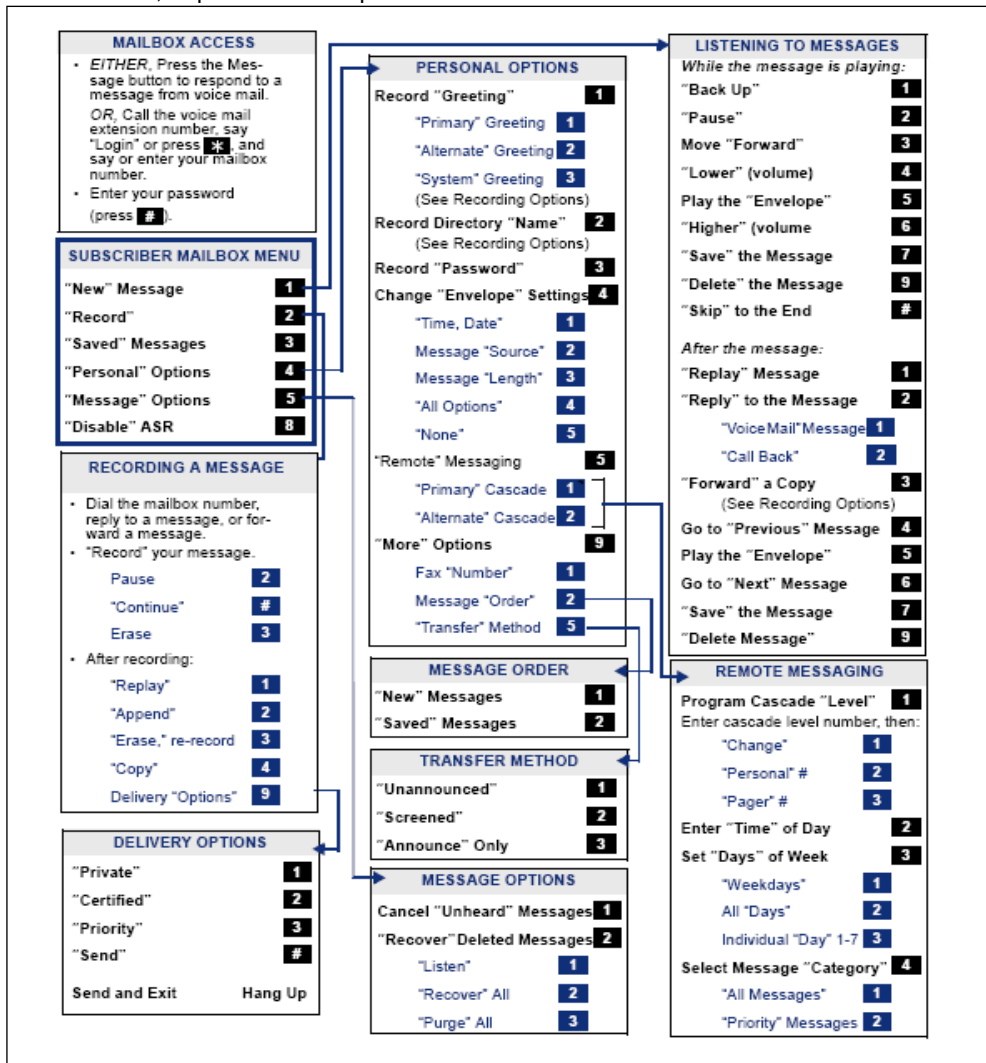 MAILBOX ACCESS
• EITHER, Press the Mes-
sage button to respond to a
message from voice mail.
OR, Call the voice mail
extension number, say
“Login” or press *, and
say or enter your mailbox
number.
• Enter your password
(press #).
SUBSCRIBER MAILBOX MENU
“New” Message 1
“Record” 2
“Saved” Messages 3
“Personal” Options 4
“Message” Options 5
“Disable” ASR 8
RECORDING A MESSAGE
• Dial the mailbox number,
reply to a message, or for-
ward a message.
• “Record” your message.
Pause 2
“Continue” #
Erase 3
• After recording:
“Replay” 1
“Append” 2
“Erase,” re-record 3
“Copy” 4
Delivery “Options” 9
DELIVERY OPTIONS
“Private” 1
“Certified” 2
“Priority” 3
“Send” #
Send and Exit Hang Up
PERSONAL OPTIONS
Record “Greeting” 1
“Primary” Greeting 1
“Alternate” Greeting 2
“System” Greeting 3
(See Recording Options)
Record Directory “Name” 2
(See Recording Options)
Record “Password” 3
Change “Envelope” Settings 4
“Time, Date” 1
Message “Source” 2
Message “Length” 3
“All Options” 4
“None” 5
“Remote” Messaging 5
“Primary” Cascade 1
“Alternate” Cascade 2
“More” Options 9
Fax “Number” 1
Message “Order” 2
“Transfer” Method 5
MESSAGE ORDER
“New” Messages 1
“Saved” Messages 2
TRANSFER METHOD
“Unannounced” 1
“Screened” 2
“Announce” Only 3
MESSAGE OPTIONS
Cancel “Unheard” Messages 1
“Recover” Deleted Messages 2
“Listen” 1
“Recover” All 2
“Purge” All 3
LISTENING TO MESSAGES
While the message is playing:
“Back Up” 1
“Pause” 2
Move “Forward” 3
“Lower” (volume) 4
Play the “Envelope” 5
“Higher” (volume 6
“Save” the Message 7
“Delete” the Message 9
“Skip” to the End #
After the message:
“Replay” Message 1
“Reply” to the Message 2
“Voice Mail” Message 1
“Call Back” 2
“Forward” a Copy 3
(See Recording Options)
Go to “Previous” Message 4
Play the “Envelope” 5
Go to “Next” Message 6
“Save” the Message 7
“Delete Message” 9
REMOTE MESSAGING
Program Cascade “Level” 1
Enter cascade level number, then:
“Change” 1
“Personal” # 2
“Pager” # 3
Enter “Time” of Day 2
Set “Days” of Week 3
“Weekdays” 1
All “Days” 2
Individual “Day” 1-7 3
Select Message “Category” 4
“All Messages” 1
“Priority” Messages 2